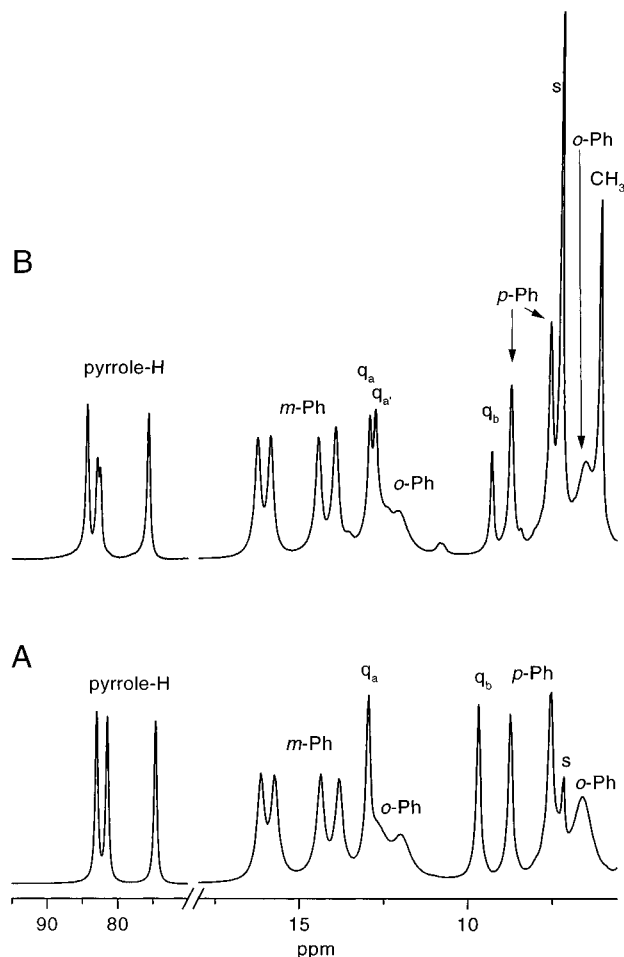 s
o-Ph
CH3
B
p-Ph
pyrrole-H
qa
qa'
m-Ph
qb
o-Ph
A
qa
qb
p-Ph
pyrrole-H
m-Ph
s
o-Ph
o-Ph
90 80 15 10
ppm